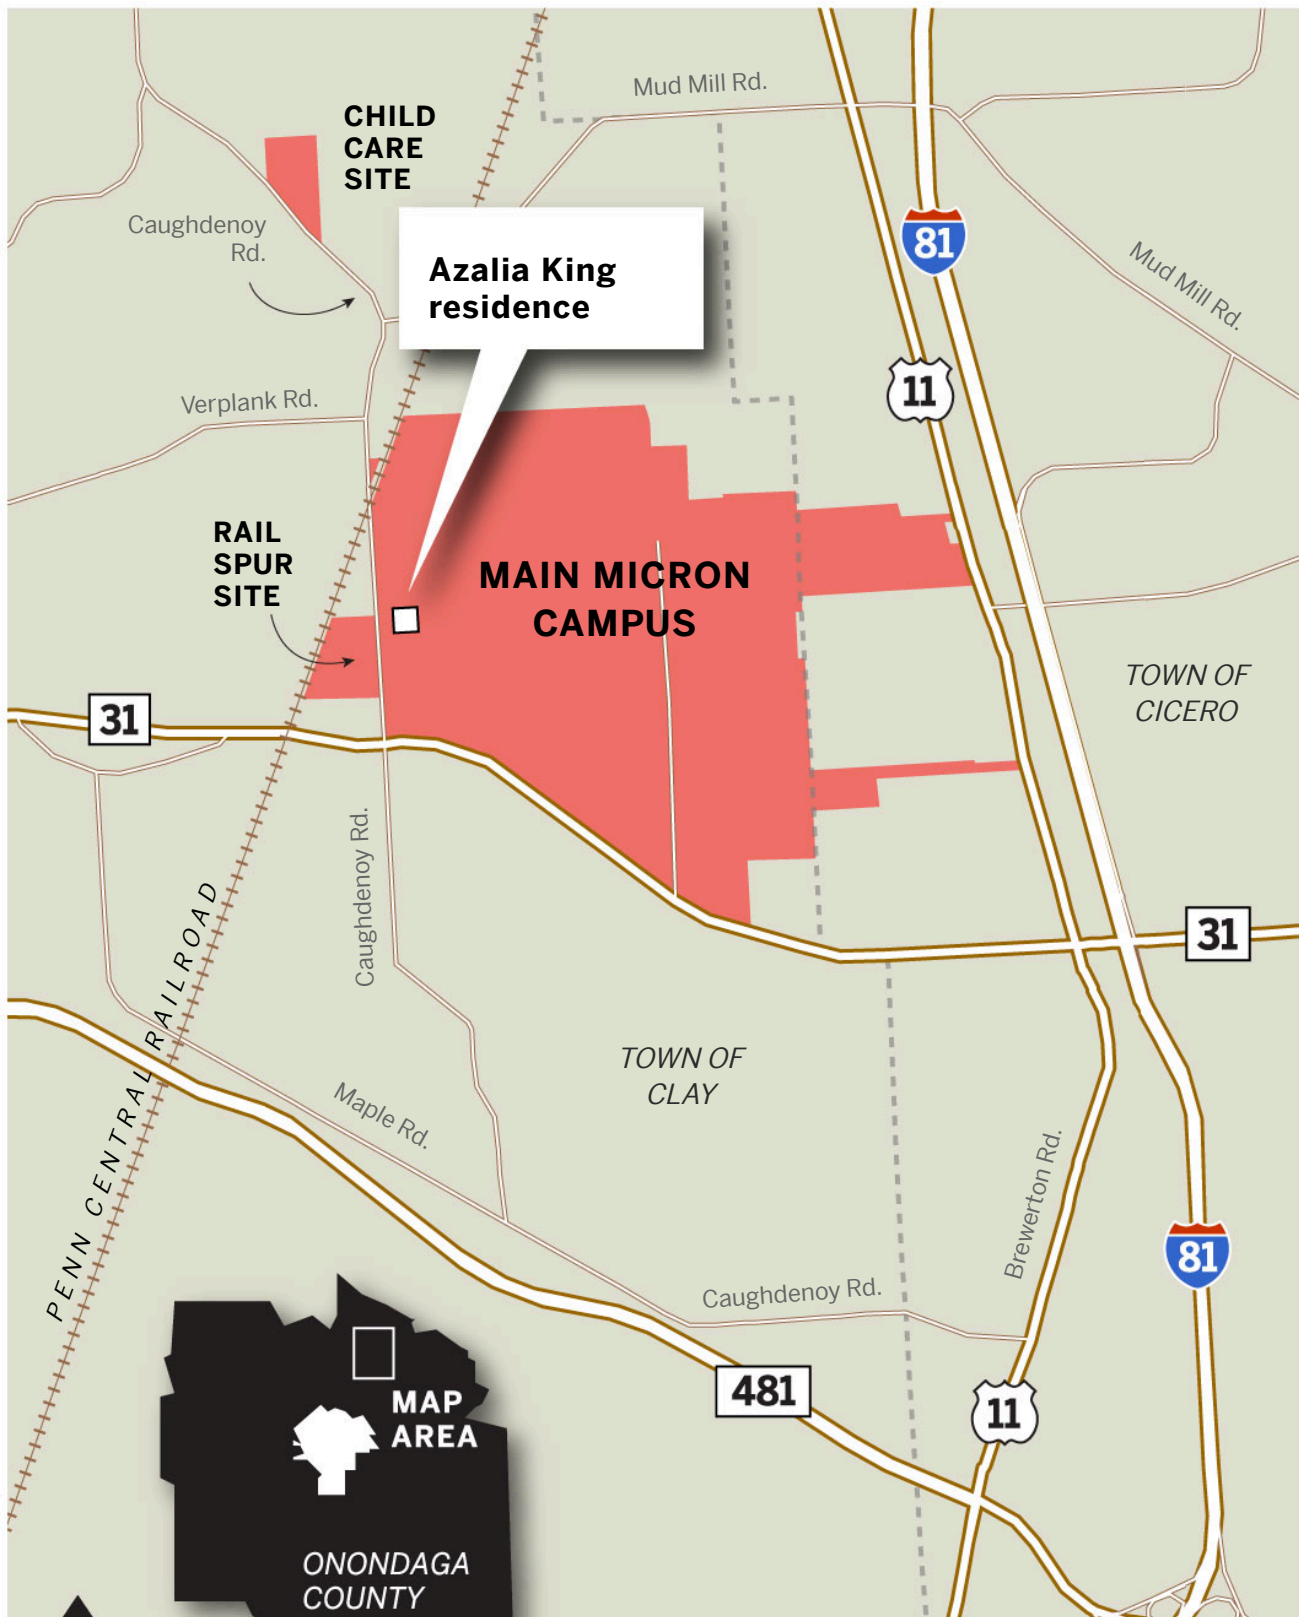 Mud Mill Rd.
CHILD
CARE
SITE
Caughdenoy
Rd.
81
Azalia King
residence
Mud Mill Rd.
11
Verplank Rd.
RAIL
SPUR
SITE
MAIN MICRON
CAMPUS
TOWN OF
CICERO
31
Caughdenoy Rd.
31
PENN CENTRAL RAILROAD
TOWN OF
CLAY
Maple Rd.
Brewerton Rd.
81
Caughdenoy Rd.
481
11
MAP
AREA
ONONDAGA
COUNTY